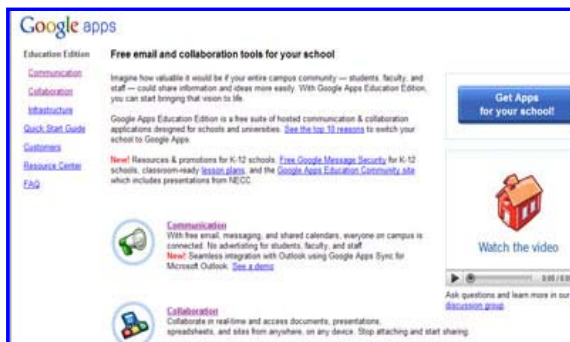 Google apps
Education Edition
Communication
Collaboration
Infrastructure
Quick Start Guide
Customers
Resource Center
FAQ
Free email and collaboration tools for your school
Imagine how valuable it would be if your entire campus community — students, faculty, and
staff — could share information and ideas more easily. With Google Apps Education Edition,
you can start bringing that vision to life.
Google Apps Education Edition is a free suite of hosted communication & collaboration
applications designed for schools and universities. See the top 10 reasons to switch your
school to Google Apps.
New! Resources & promotions for K-12 schools. Free Google Message Security for K-12
schools, classroom-ready lesson plans, and the Google Apps Education Community site
which includes presentations from NECC.
Communication
With free email, messaging, and shared calendars, everyone on campus is
connected. No advertising for students, faculty, and staff
New! Seamless integration with Outlook using Google Apps Sync for
Microsoft Outlook. See a demo
Collaboration
Collaborate in real-time and access documents, presentations,
spreadsheets, and sites from anywhere, on any device. Stop attaching and start sharing.
Get Apps
for your school!
Watch the video
Ask questions and learn more in our
discussion group